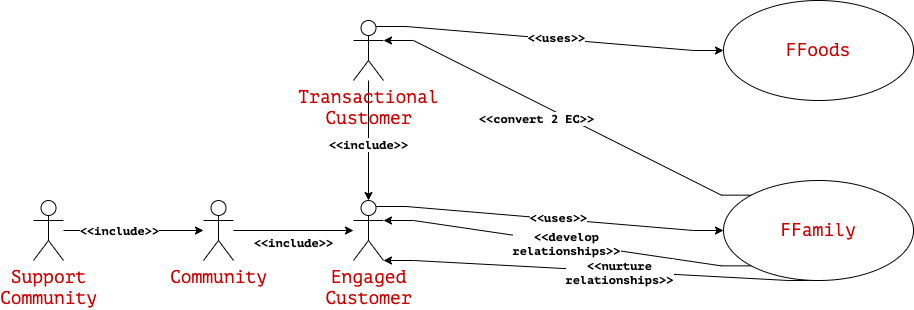 <<uses>>
FFoods
Transactional
Customer
<<convert 2 EC>>
<<include>>
<<uses>>
FFamily
<<include>>
<<include>>
<<develop
relationships>>
<<nurture
relationships>>
Support
Community
Community
Engaged
Customer